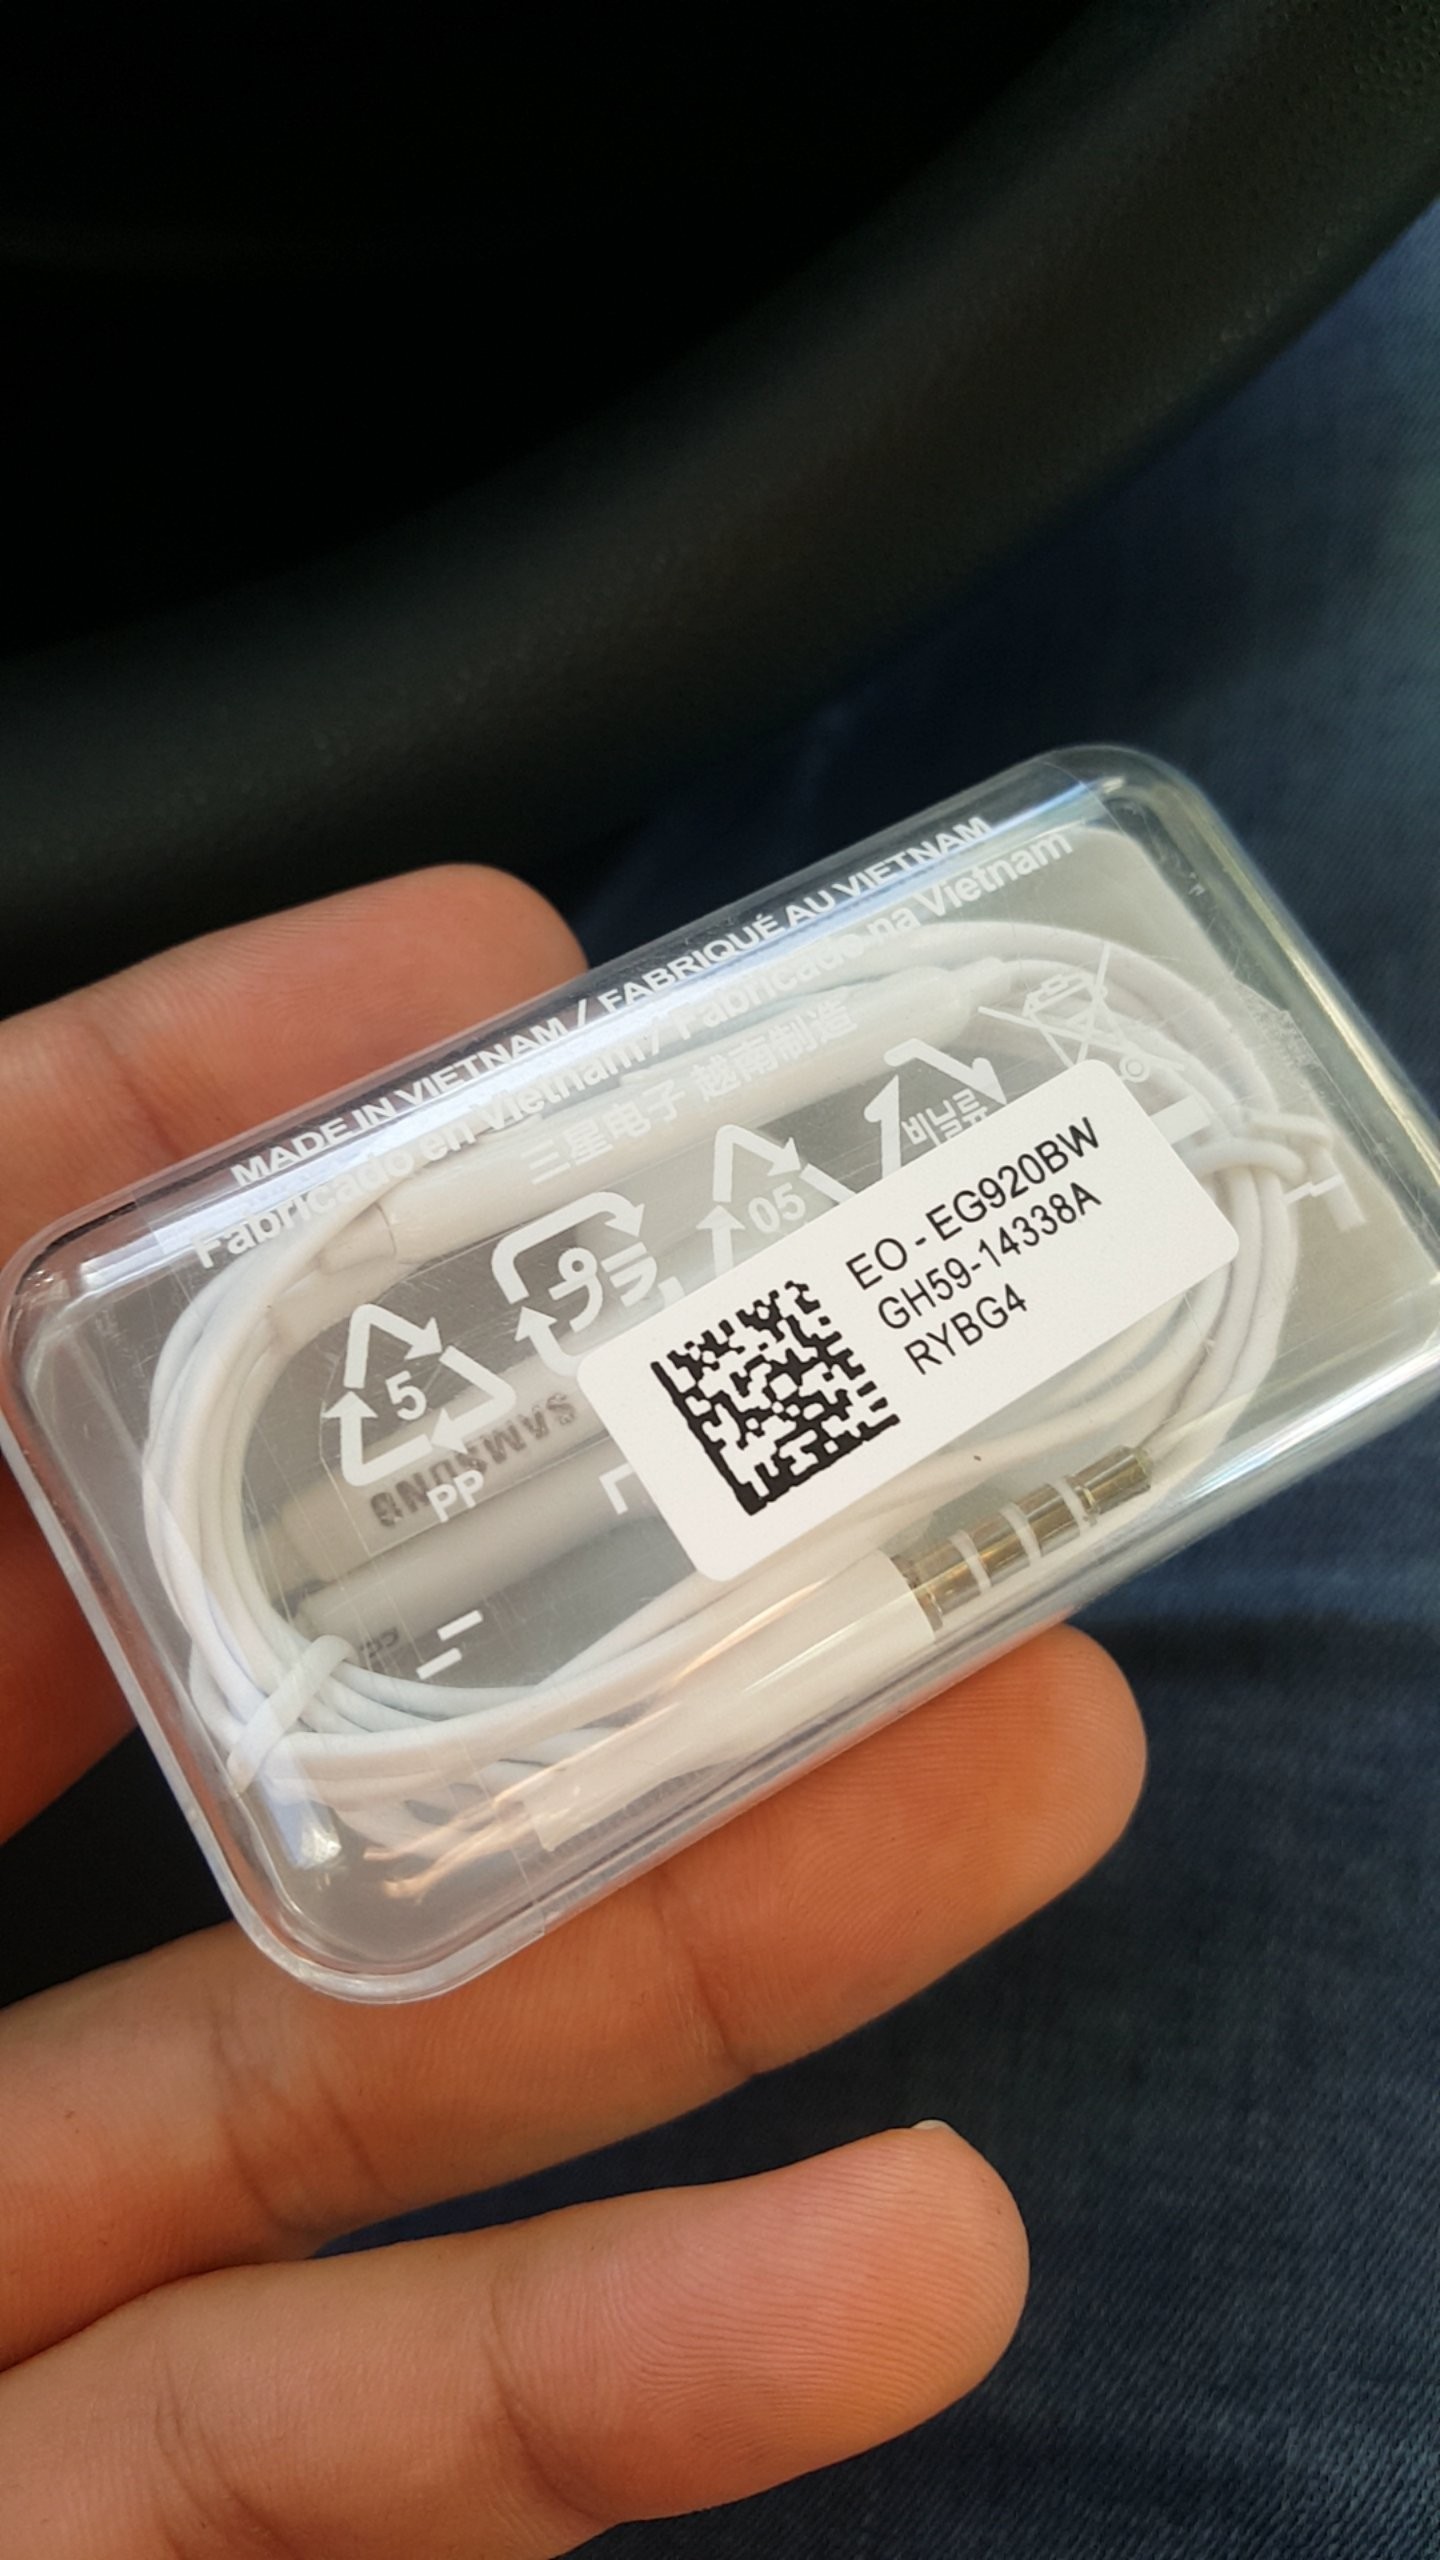 MADE IN VIETNAM / FABRIQUÉ AU VIETNAM
Fabricado en Vietnam / Fabricado na Vietnam
三星电子 越南制造
5
PP
05
비닐류
SAMSUNG
EO-EG920BW
GH59-14338A
RYBG4